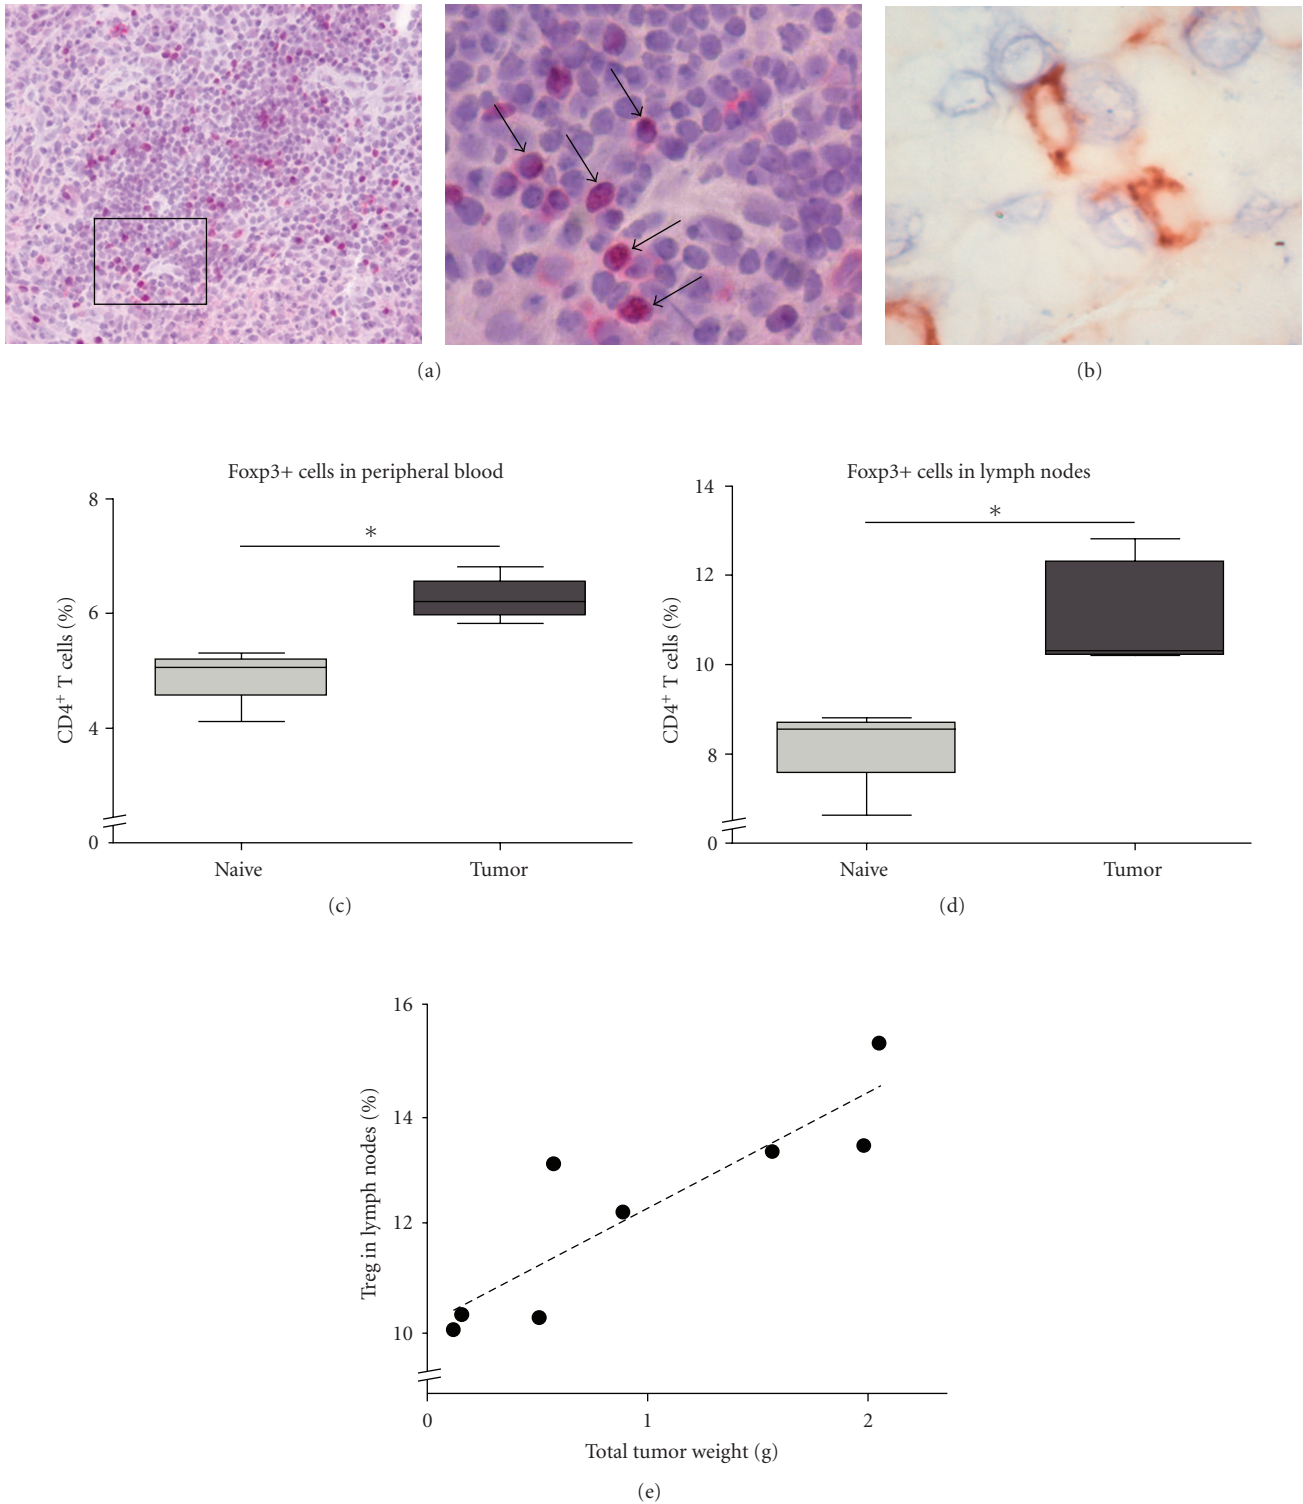 (a)
(b)
Foxp3+ cells in peripheral blood
8
6
4
0
CD4⁺ T cells (%)
*
Naive
Tumor
(c)
Foxp3+ cells in lymph nodes
14
12
10
8
0
CD4⁺ T cells (%)
*
Naive
Tumor
(d)
16
14
12
10
Treg in lymph nodes (%)
0
1
2
Total tumor weight (g)
(e)